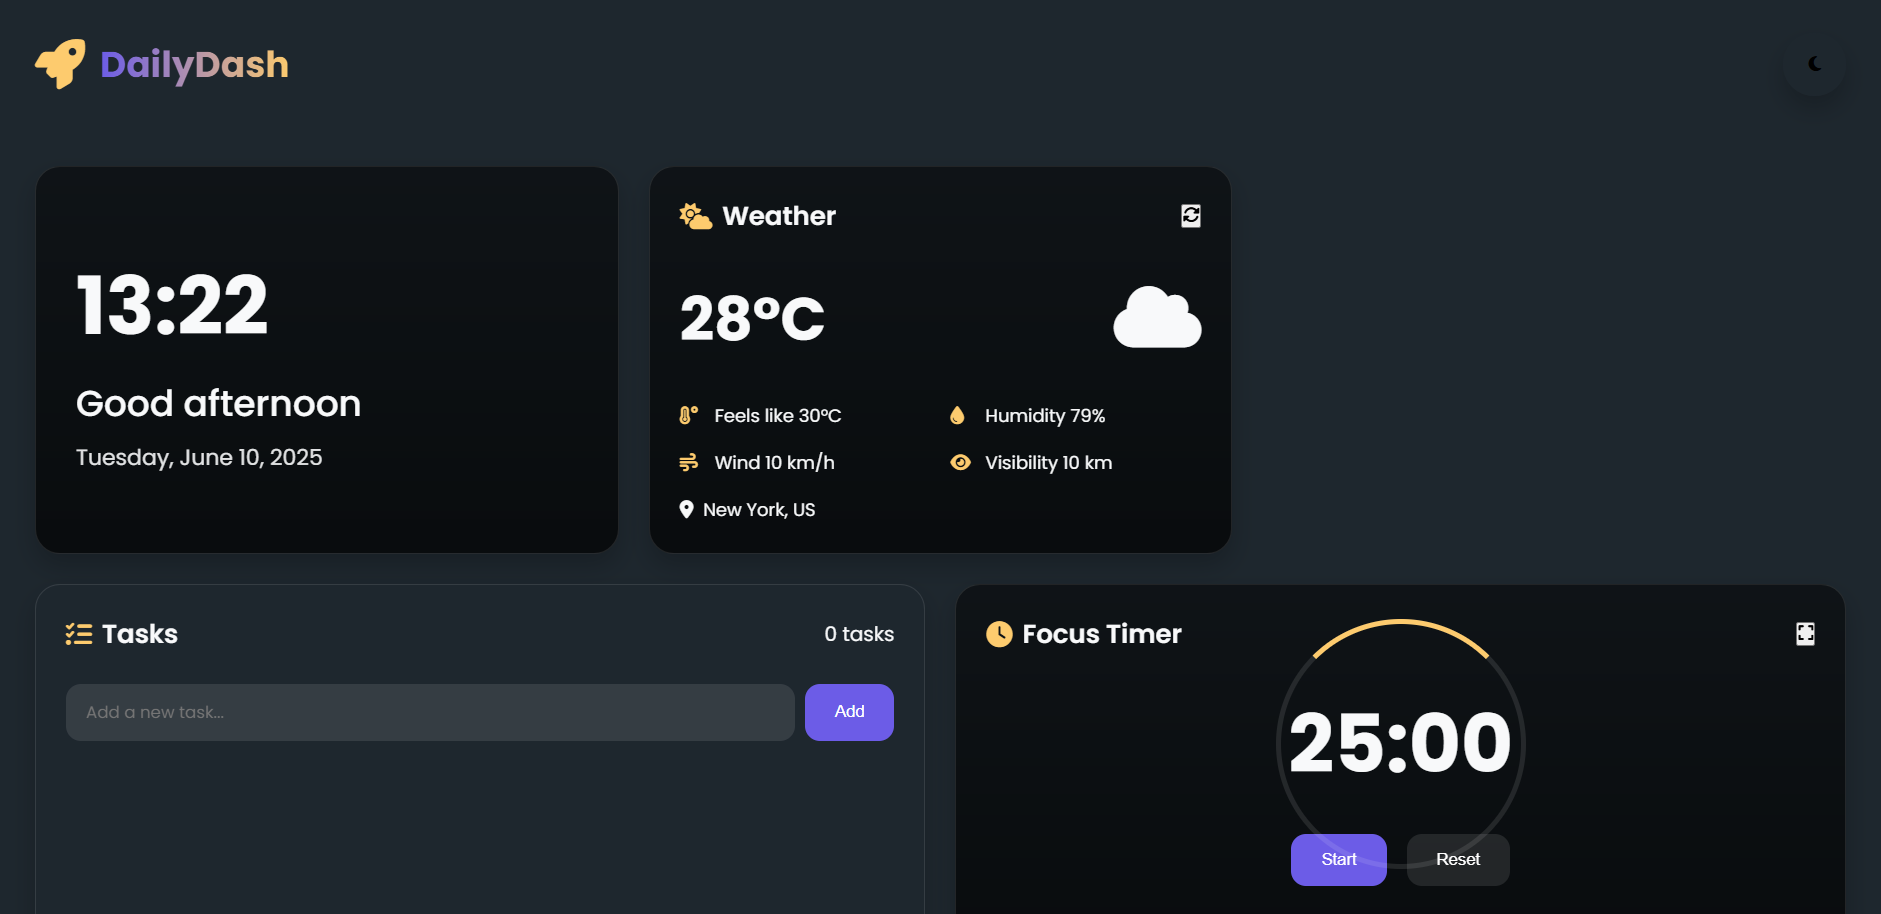 DailyDash
13:22
Good afternoon
Tuesday, June 10, 2025
Weather
28°C
Feels like 30°C
Humidity 79%
Wind 10 km/h
Visibility 10 km
New York, US
Tasks
0 tasks
Add a new task...
Add
Focus Timer
25:00
Start
Reset